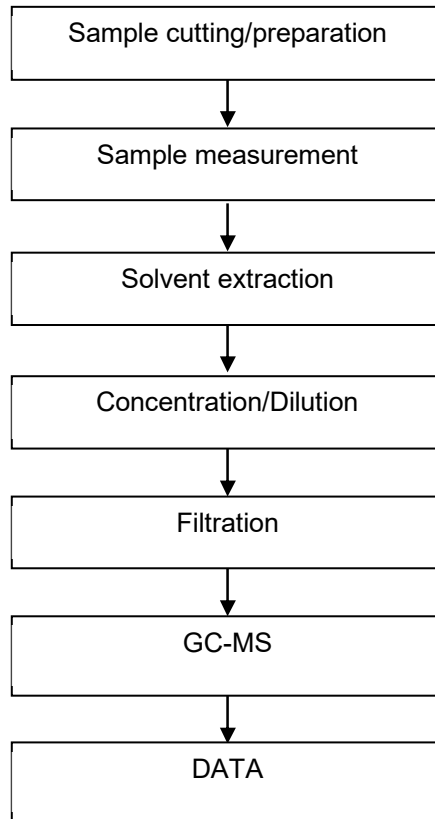 Sample cutting/preparation
Sample measurement
Solvent extraction
Concentration/Dilution
Filtration
GC-MS
DATA